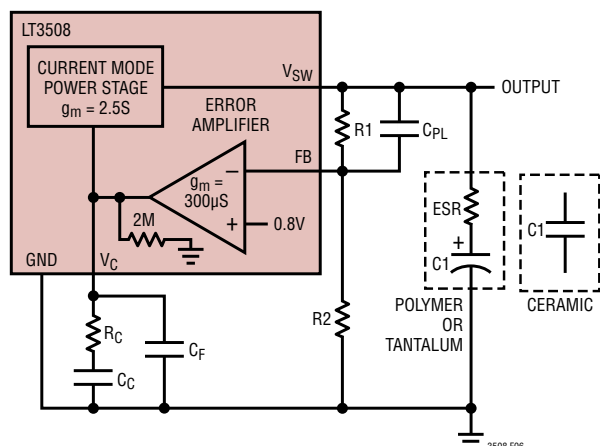 LT3508
CURRENT MODE
POWER STAGE
gm = 2.5S
VSW
OUTPUT
ERROR
AMPLIFIER
R1
CPL
FB
gm =
300µS
–
+
0.8V
2M
ESR
+
C1
C1
GND
VC
POLYMER
OR
TANTALUM
CERAMIC
R2
RC
CF
CC
3508 F06